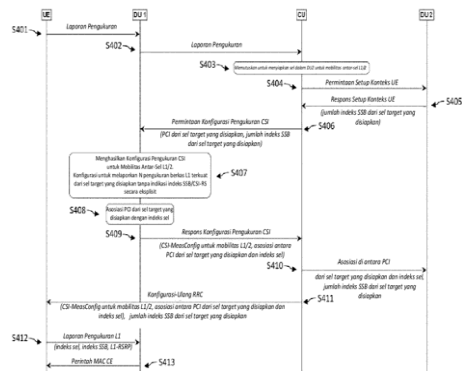 UE
DU 1
CU
DU 2
S401
Laporan Pengukuran
S402
Laporan Pengukuran
S403
Memutuskan untuk menyiapkan sel dalam DU2 untuk mobilitas antar-sel L1/2
S404
Permintaan Setup Konteks UE
Respons Setup Konteks UE
S405
(jumlah indeks SSB dari sel target yang
disiapkan)
Permintaan Konfigurasi Pengukuran CSI
S406
(PCI dari sel target yang disiapkan, jumlah indeks SSB
dari sel target yang disiapkan)
Menghasilkan Konfigurasi Pengukuran CSI
untuk Mobilitas Antar-Sel L1/2.
Konfigurasi untuk melaporkan N pengukuran berkas L1 terkuat
dari sel target yang disiapkan tanpa indikasi indeks SSB/CSI-RS
secara eksplisit
S407
S408
Asosiasi PCI dari sel target yang
disiapkan dengan indeks sel
S409
Respons Konfigurasi Pengukuran CSI
(CSI-MeasConfig untuk mobilitas L1/2, asosiasi antara
PCI dari sel target yang disiapkan dan indeks sel)
S410
Asosiasi di antara PCI
dari sel target yang disiapkan dan indeks sel,
jumlah indeks SSB dari sel target yang
disiapkan
Konfigurasi-Ulang RRC
S411
(CSI-MeasConfig untuk mobilitas L1/2, asosiasi antara PCI dari sel target yang disiapkan dan
indeks sel), jumlah indeks SSB dari sel target yang disiapkan
S412
Laporan Pengukuran L1
(indeks sel, indeks SSB, L1-RSRP)
Perintah MAC CE
S413